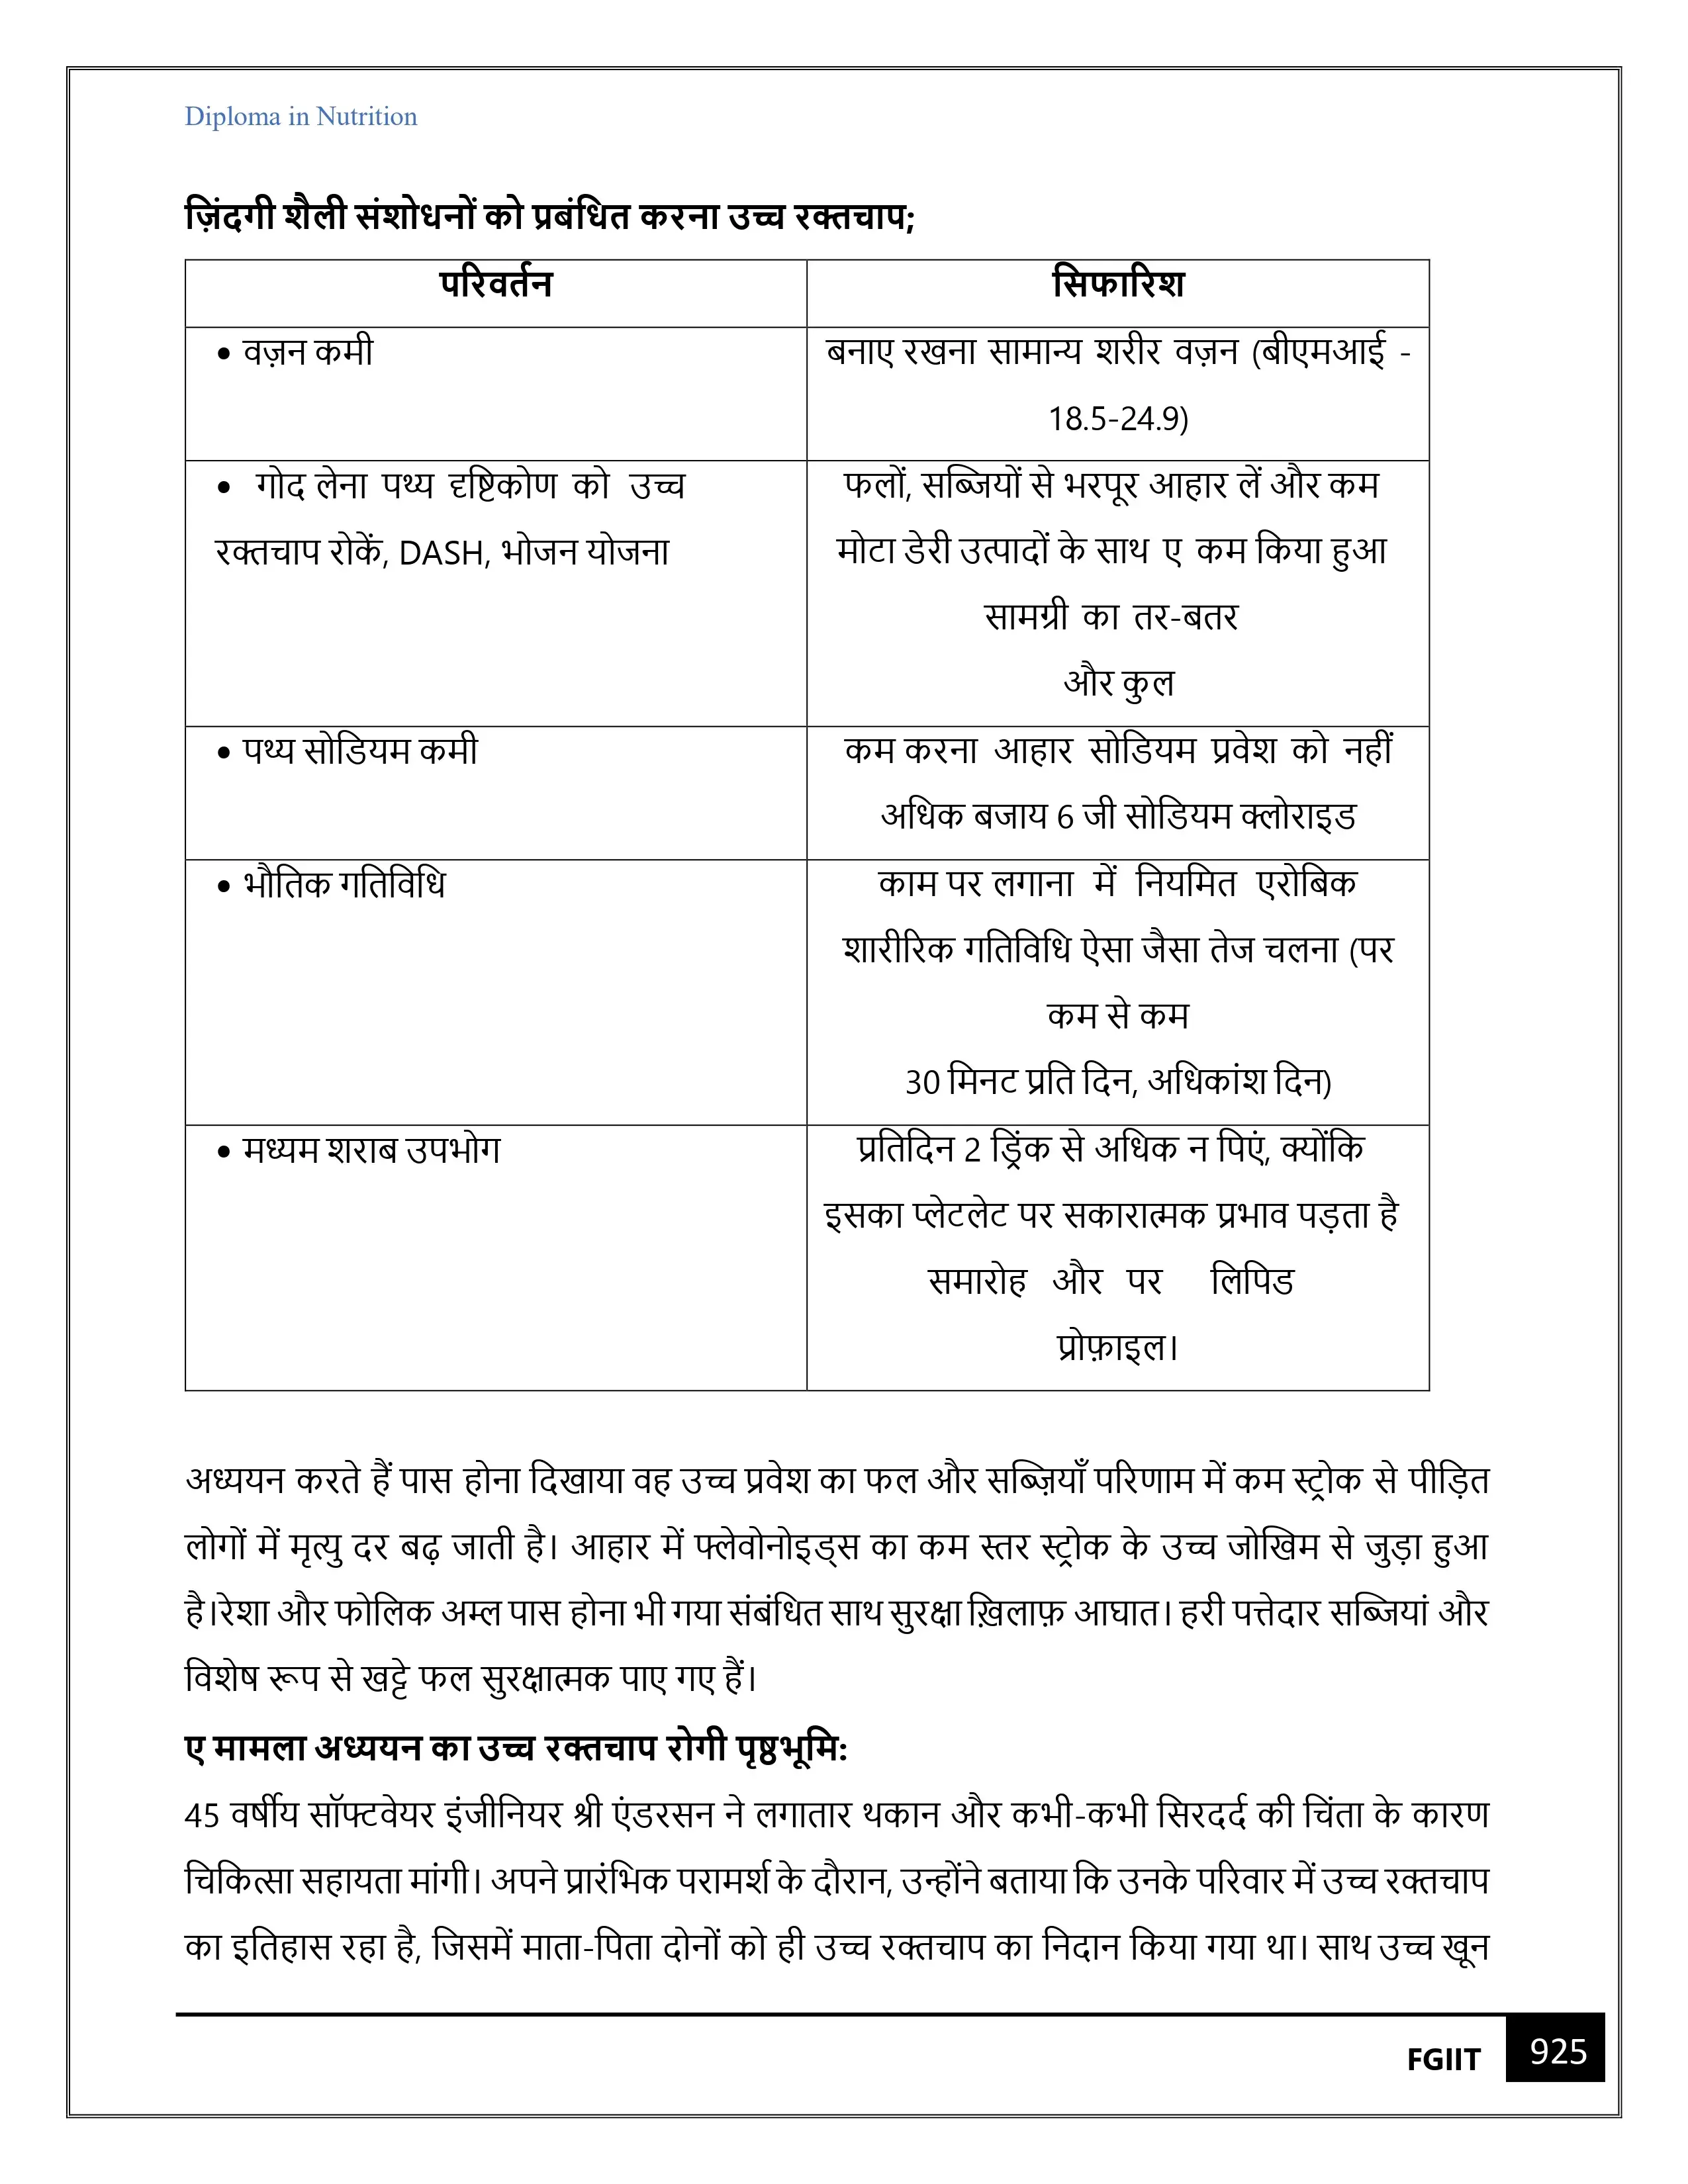 Diploma in Nutrition
ज़िंदगी शैली संशोधनों को प्रबंधित करना उच्च रक्तचाप;
परिवर्तन
सिफारिश
• वज़न कमी
बनाए रखना सामान्य शरीर वज़न (बीएमआई -
18.5-24.9)
• गोद लेना पथ्य दृष्टिकोण को उच्च
रक्तचाप रोकें, DASH, भोजन योजना
फलों, सब्जियों से भरपूर आहार लें और कम
मोटा डेरी उत्पादों के साथ ए कम किया हुआ
सामग्री का तर-बतर
और कुल
• पथ्य सोडियम कमी
कम करना आहार सोडियम प्रवेश को नहीं
अधिक बजाय 6 जी सोडियम क्लोराइड
• भौतिक गतिविधि
काम पर लगाना में नियमित एरोबिक
शारीरिक गतिविधि ऐसा जैसा तेज चलना (पर
कम से कम
30 मिनट प्रति दिन, अधिकांश दिन)
• मध्यम शराब उपभोग
प्रतिदिन 2 ड्रिंक से अधिक न पिएं, क्योंकि
इसका प्लेटलेट पर सकारात्मक प्रभाव पड़ता है
समारोह और पर लिपिड
प्रोफ़ाइल।
अध्ययन करते हैं पास होना दिखाया वह उच्च प्रवेश का फल और सब्ज़ियाँ परिणाम में कम स्ट्रोक से पीड़ित
लोगों में मृत्यु दर बढ़ जाती है। आहार में फ्लेवोनोइड्स का कम स्तर स्ट्रोक के उच्च जोखिम से जुड़ा हुआ
है।रेशा और फोलिक अम्ल पास होना भी गया संबंधित साथ सुरक्षा ख़िलाफ़ आघात। हरी पत्तेदार सब्जियां और
विशेष रूप से खट्टे फल सुरक्षात्मक पाए गए हैं।
ए मामला अध्ययन का उच्च रक्तचाप रोगी पृष्ठभूमि:
45 वर्षीय सॉफ्टवेयर इंजीनियर श्री एंडरसन ने लगातार थकान और कभी-कभी सिरदर्द की चिंता के कारण
चिकित्सा सहायता मांगी। अपने प्रारंभिक परामर्श के दौरान, उन्होंने बताया कि उनके परिवार में उच्च रक्तचाप
का इतिहास रहा है, जिसमें माता-पिता दोनों को ही उच्च रक्तचाप का निदान किया गया था। साथ उच्च खून
FGIIT
925